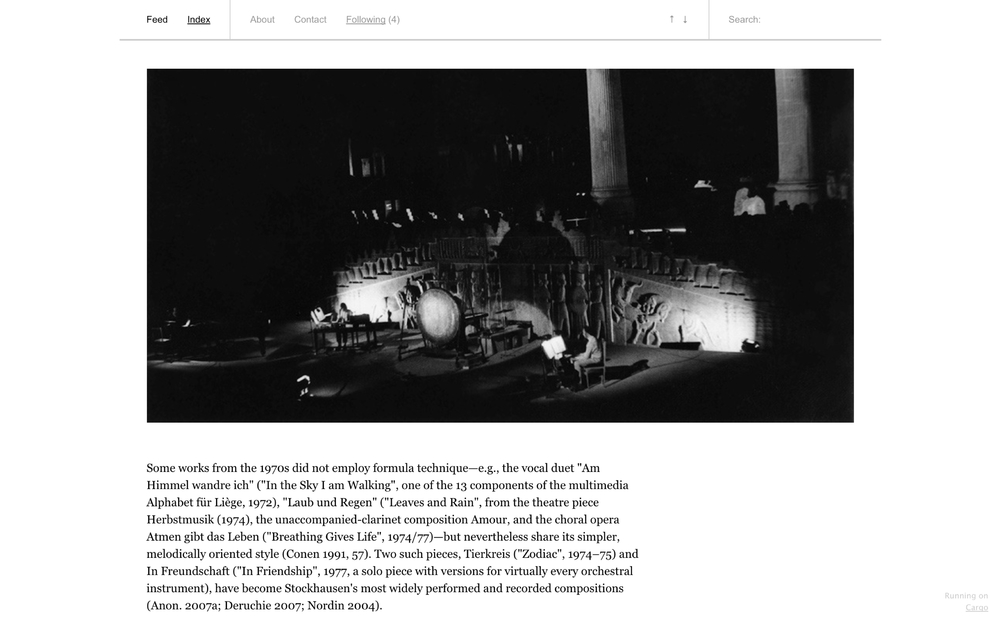 Feed Index About Contact Following (4) ↑ ↓ Search:
Some works from the 1970s did not employ formula technique—e.g., the vocal duet "Am
Himmel wandre ich" ("In the Sky I am Walking", one of the 13 components of the multimedia
Alphabet für Liège, 1972), "Laub und Regen" ("Leaves and Rain", from the theatre piece
Herbstmusik (1974), the unaccompanied-clarinet composition Amour, and the choral opera
Atmen gibt das Leben ("Breathing Gives Life", 1974/77)—but nevertheless share its simpler,
melodically oriented style (Conen 1991, 57). Two such pieces, Tierkreis ("Zodiac", 1974–75) and
In Freundschaft ("In Friendship", 1977, a solo piece with versions for virtually every orchestral
instrument), have become Stockhausen's most widely performed and recorded compositions
(Anon. 2007a; Deruchie 2007; Nordin 2004).
Running on
Cargo